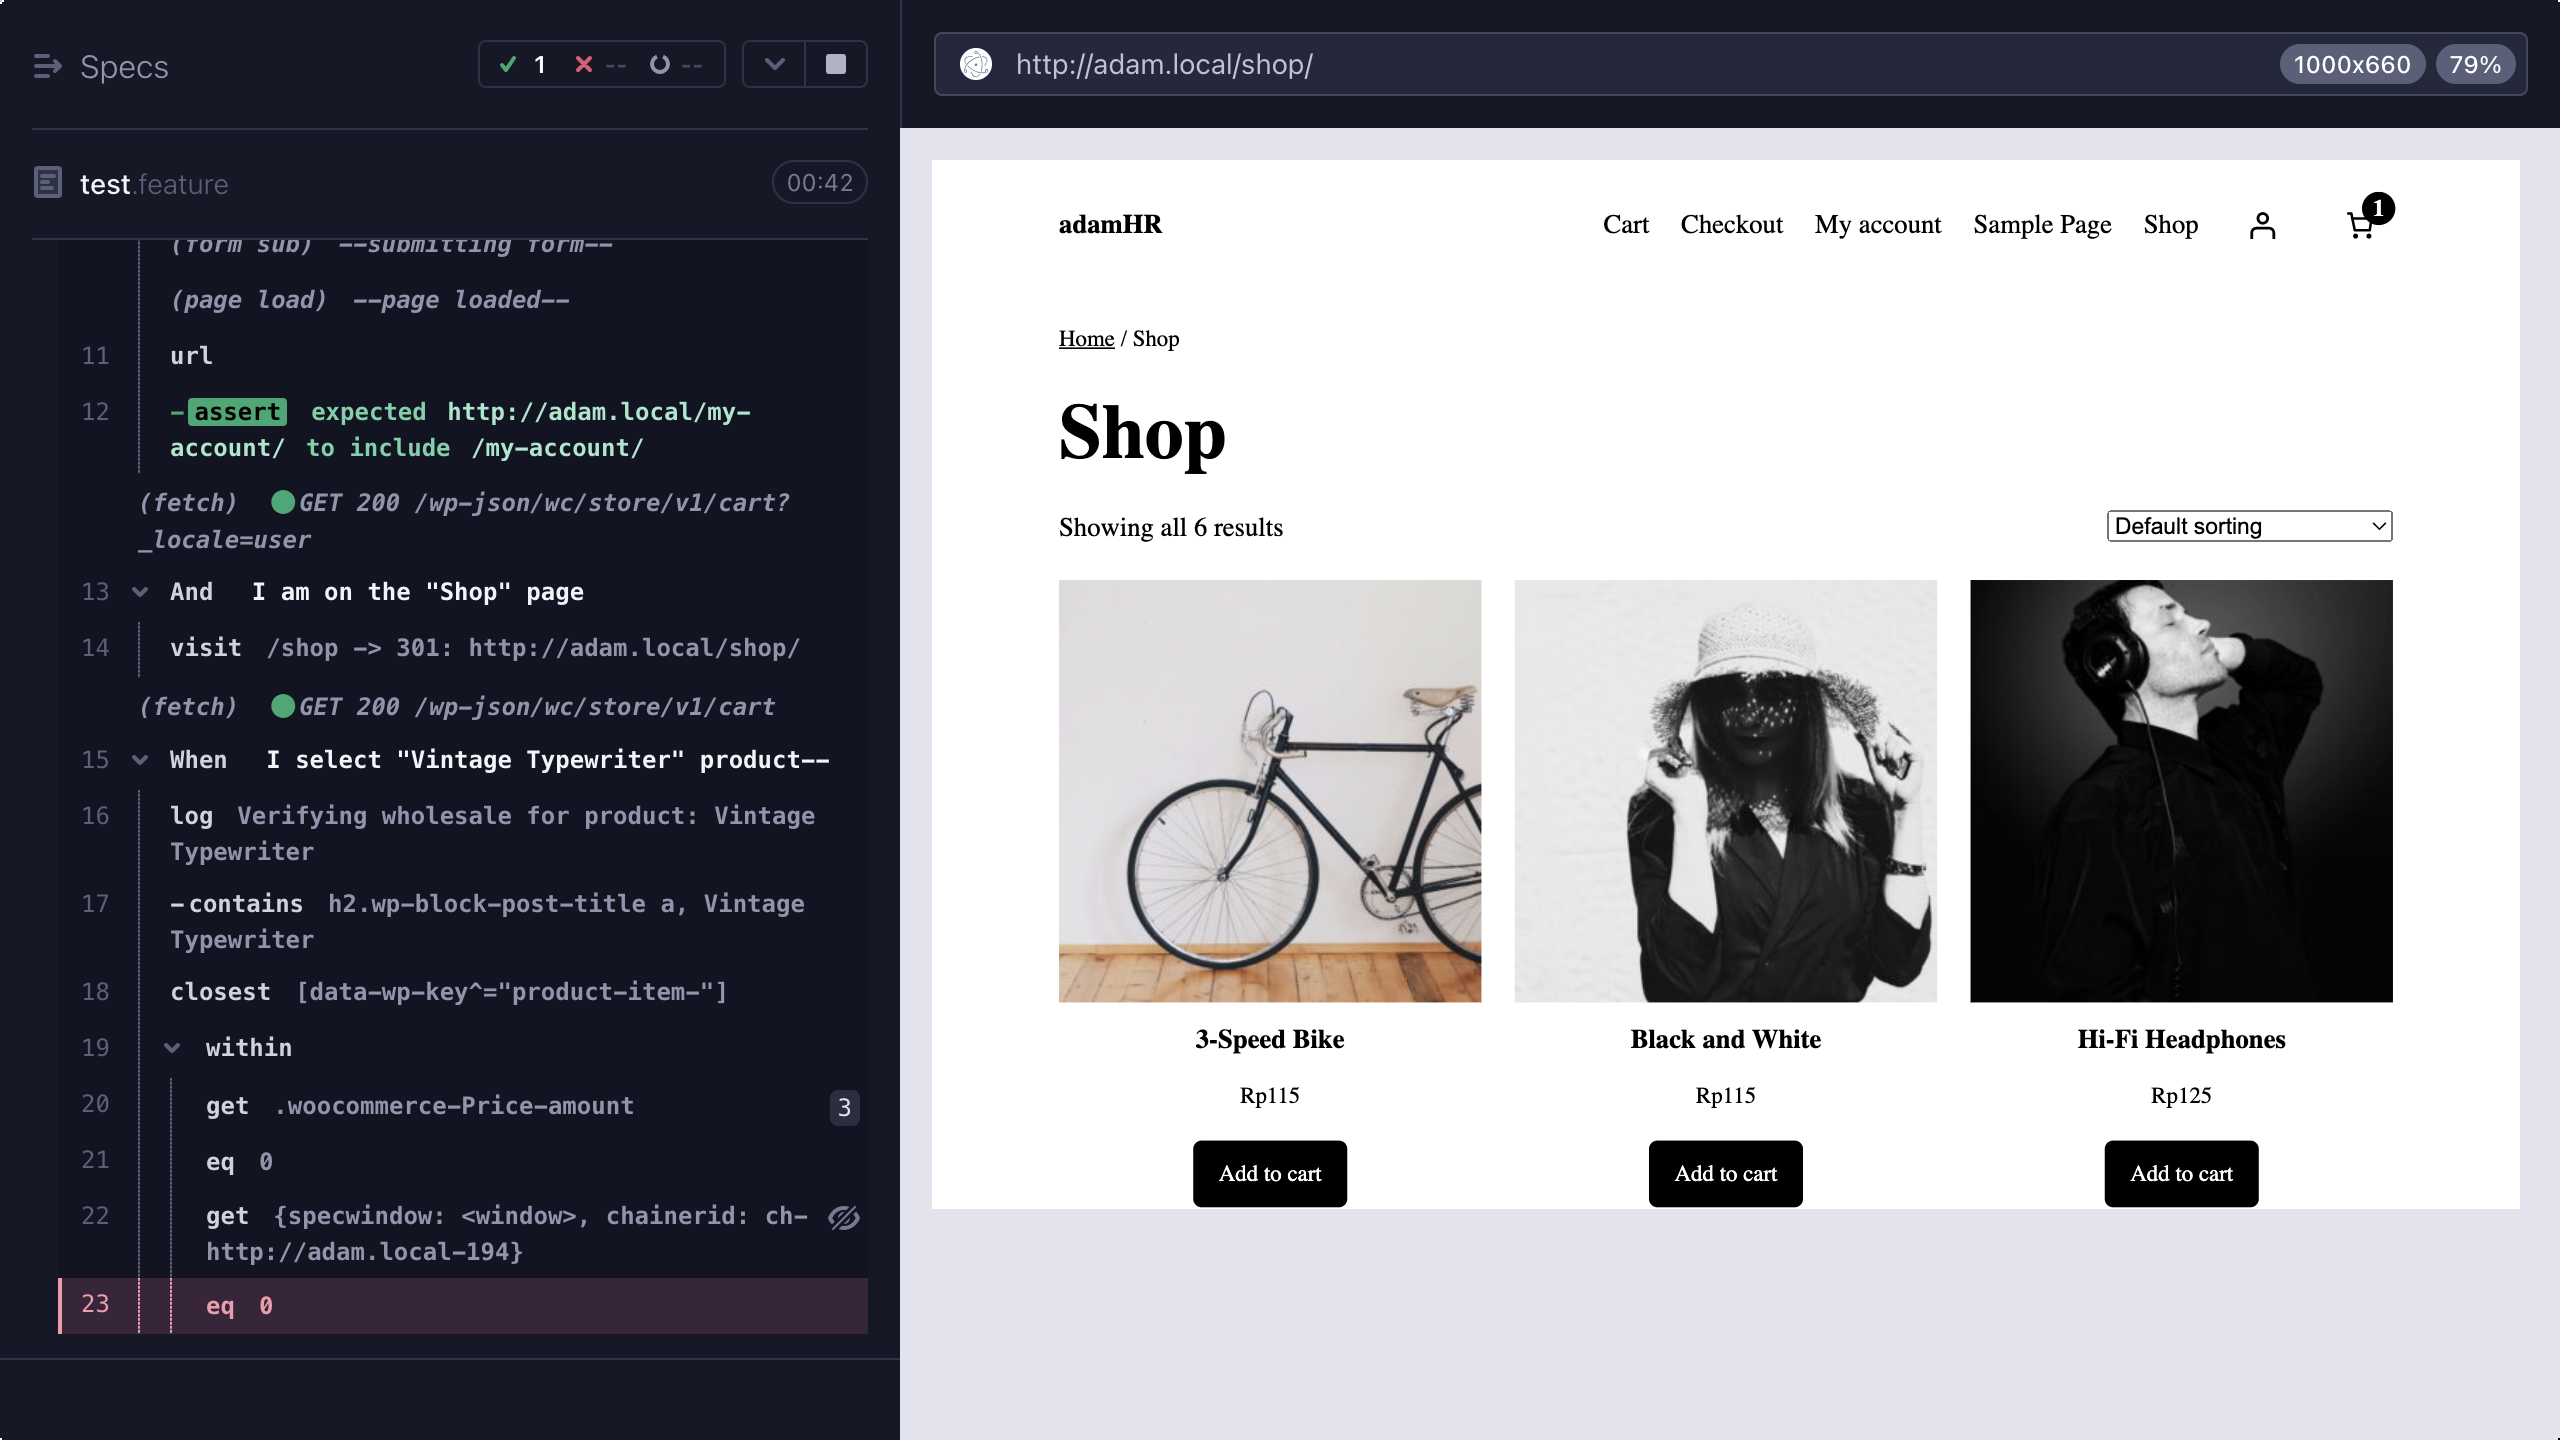 Specs
1
--
--
test.feature
00:42
(form sub) --submitting form--
(page load) --page loaded--
11 url
12 -assert expected http://adam.local/my-
account/ to include /my-account/
(fetch) GET 200 /wp-json/wc/store/v1/cart?
_locale=user
13 And I am on the "Shop" page
14 visit /shop -> 301: http://adam.local/shop/
(fetch) GET 200 /wp-json/wc/store/v1/cart
15 When I select "Vintage Typewriter" product--
16 log Verifying wholesale for product: Vintage
Typewriter
17 -contains h2.wp-block-post-title a, Vintage
Typewriter
18 closest [data-wp-key^="product-item-"]
19 within
20 get .woocommerce-Price-amount 3
21 eq 0
22 get {specwindow: <window>, chainerid: ch-
http://adam.local-194}
23 eq 0
http://adam.local/shop/
1000x660
79%
adamHR
Cart
Checkout
My account
Sample Page
Shop
1
Home / Shop
Shop
Showing all 6 results
Default sorting
3-Speed Bike
Rp115
Add to cart
Black and White
Rp115
Add to cart
Hi-Fi Headphones
Rp125
Add to cart